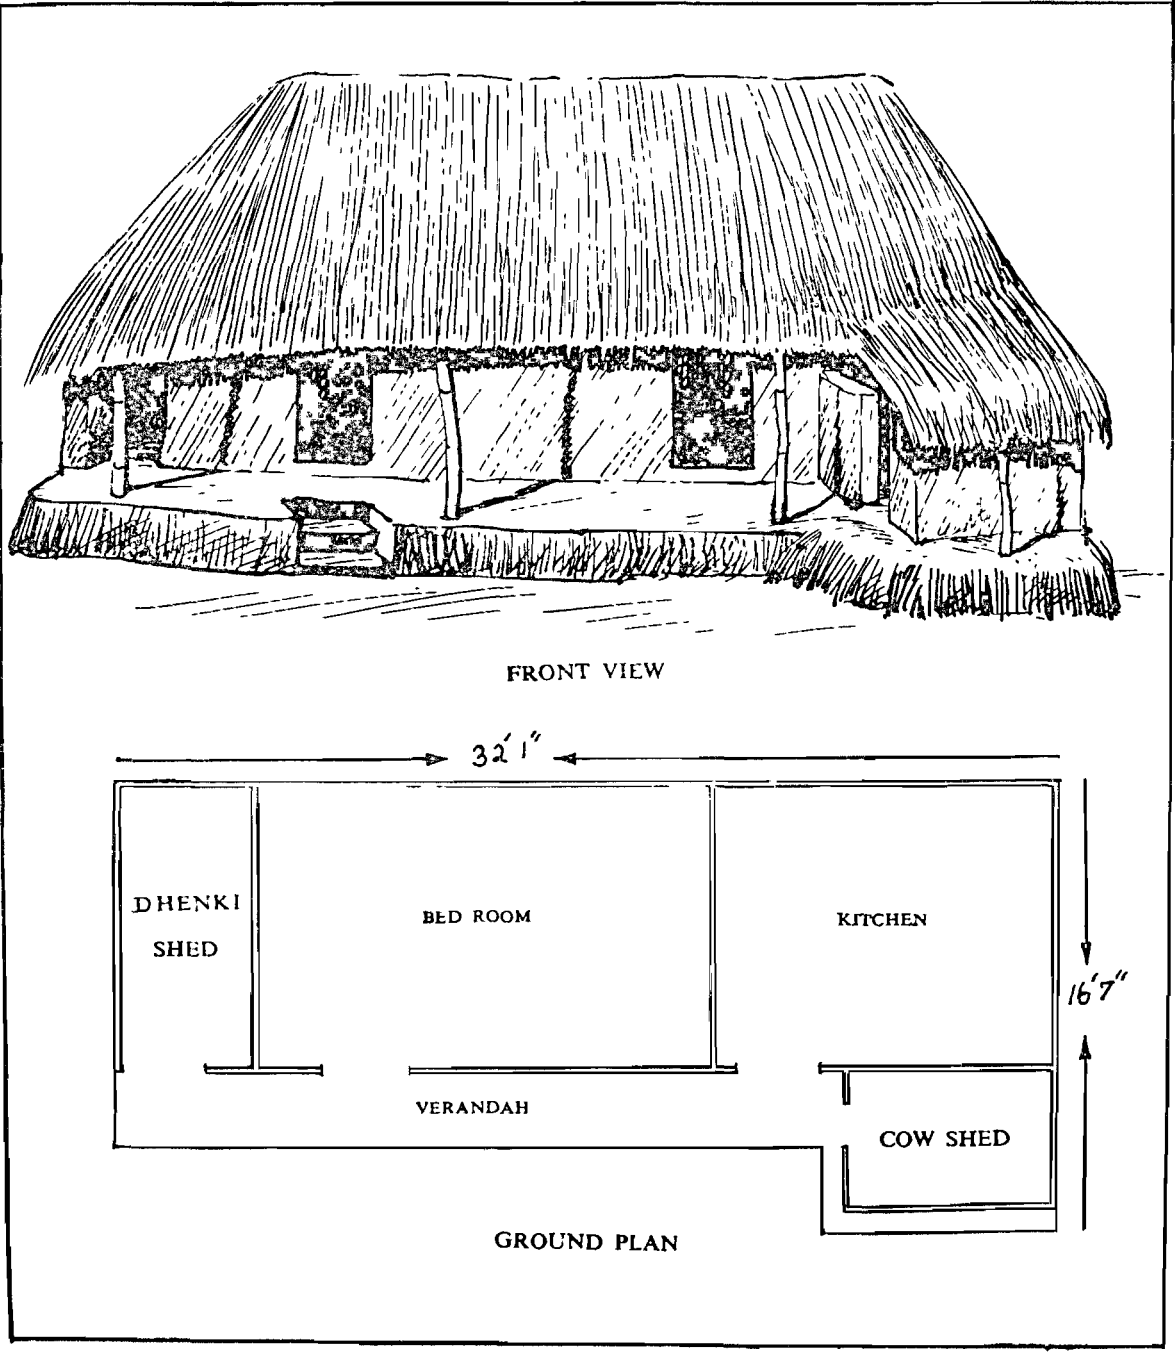 FRONT VIEW
32' 1"
DHENKI
SHED
BED ROOM
KITCHEN
16' 7"
VERANDAH
COW SHED
GROUND PLAN